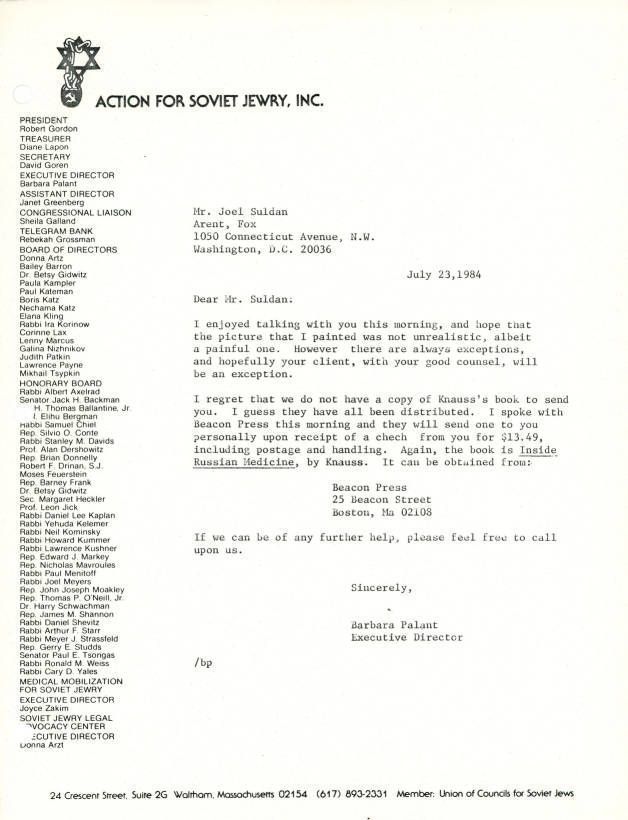 ACTION FOR SOVIET JEWRY, INC.
PRESIDENT
Robert Gordon
TREASURER
Diane Lapon
SECRETARY
David Goren
EXECUTIVE DIRECTOR
Barbara Palant
ASSISTANT DIRECTOR
Janet Greenberg
CONGRESSIONAL LIAISON
Sheila Galland
TELEGRAM BANK
Rebekah Grossman
BOARD OF DIRECTORS
Donna Artz
Bailey Barron
Dr. Betsy Gidwitz
Paula Kampler
Paul Kateman
Boris Katz
Nechama Katz
Elana Kling
Rabbi Ira Korinow
Corinne Lax
Lenny Marcus
Galina Nizhnikov
Judith Patkin
Lawrence Payne
Mikhail Tsypkin
HONORARY BOARD
Rabbi Albert Axelrad
Senator Jack H. Backman
H. Thomas Ballantine, Jr.
Elihu Bergman
Rabbi Samuel Chiel
Rep. Silvio O. Conte
Rabbi Stanley M. Davids
Prof. Alan Dershowitz
Rep. Brian Donnelly
Robert F. Drinan, S.J.
Moses Feuerstein
Rep. Barney Frank
Dr. Betsy Gidwitz
Sec. Margaret Heckler
Prof. Leon Jick
Rabbi Daniel Lee Kaplan
Rabbi Yehuda Kelemer
Rabbi Neil Kominsky
Rabbi Howard Kummer
Rabbi Lawrence Kushner
Rep. Edward J. Markey
Rep. Nicholas Mavroules
Rabbi Paul Menitoff
Rabbi Joel Meyers
Rep. John Joseph Moakley
Rep. Thomas P. O'Neill, Jr.
Dr. Harry Schwachman
Rep. James M. Shannon
Rabbi Daniel Shevitz
Rabbi Arthur F. Starr
Rabbi Meyer J. Strassfeld
Rep. Gerry E. Studds
Senator Paul E. Tsongas
Rabbi Ronald M. Weiss
Rabbi Cary D. Yales
MEDICAL MOBILIZATION
FOR SOVIET JEWRY
EXECUTIVE DIRECTOR
Joyce Zakim
SOVIET JEWRY LEGAL
VOCACY CENTER
ECUTIVE DIRECTOR
Donna Arzt
Mr. Joel Suldan
Arent, Fox
1050 Connecticut Avenue, N.W.
Washington, D.C. 20036
July 23,1984
Dear Mr. Suldan:
I enjoyed talking with you this morning, and hope that
the picture that I painted was not unrealistic, albeit
a painful one. However there are always exceptions,
and hopefully your client, with your good counsel, will
be an exception.
I regret that we do not have a copy of Knauss's book to send
you. I guess they have all been distributed. I spoke with
Beacon Press this morning and they will send one to you
personally upon receipt of a chech from you for $13.49,
including postage and handling. Again, the book is Inside
Russian Medicine, by Knauss. It can be obtained from:
Beacon Press
25 Beacon Street
Boston, Ma 02108
If we can be of any further help, please feel free to call
upon us.
Sincerely,
Barbara Palant
Executive Director
/bp
24 Crescent Street, Suite 2G Waltham, Massachusetts 02154 (617) 893-2331 Member: Union of Councils for Soviet Jews